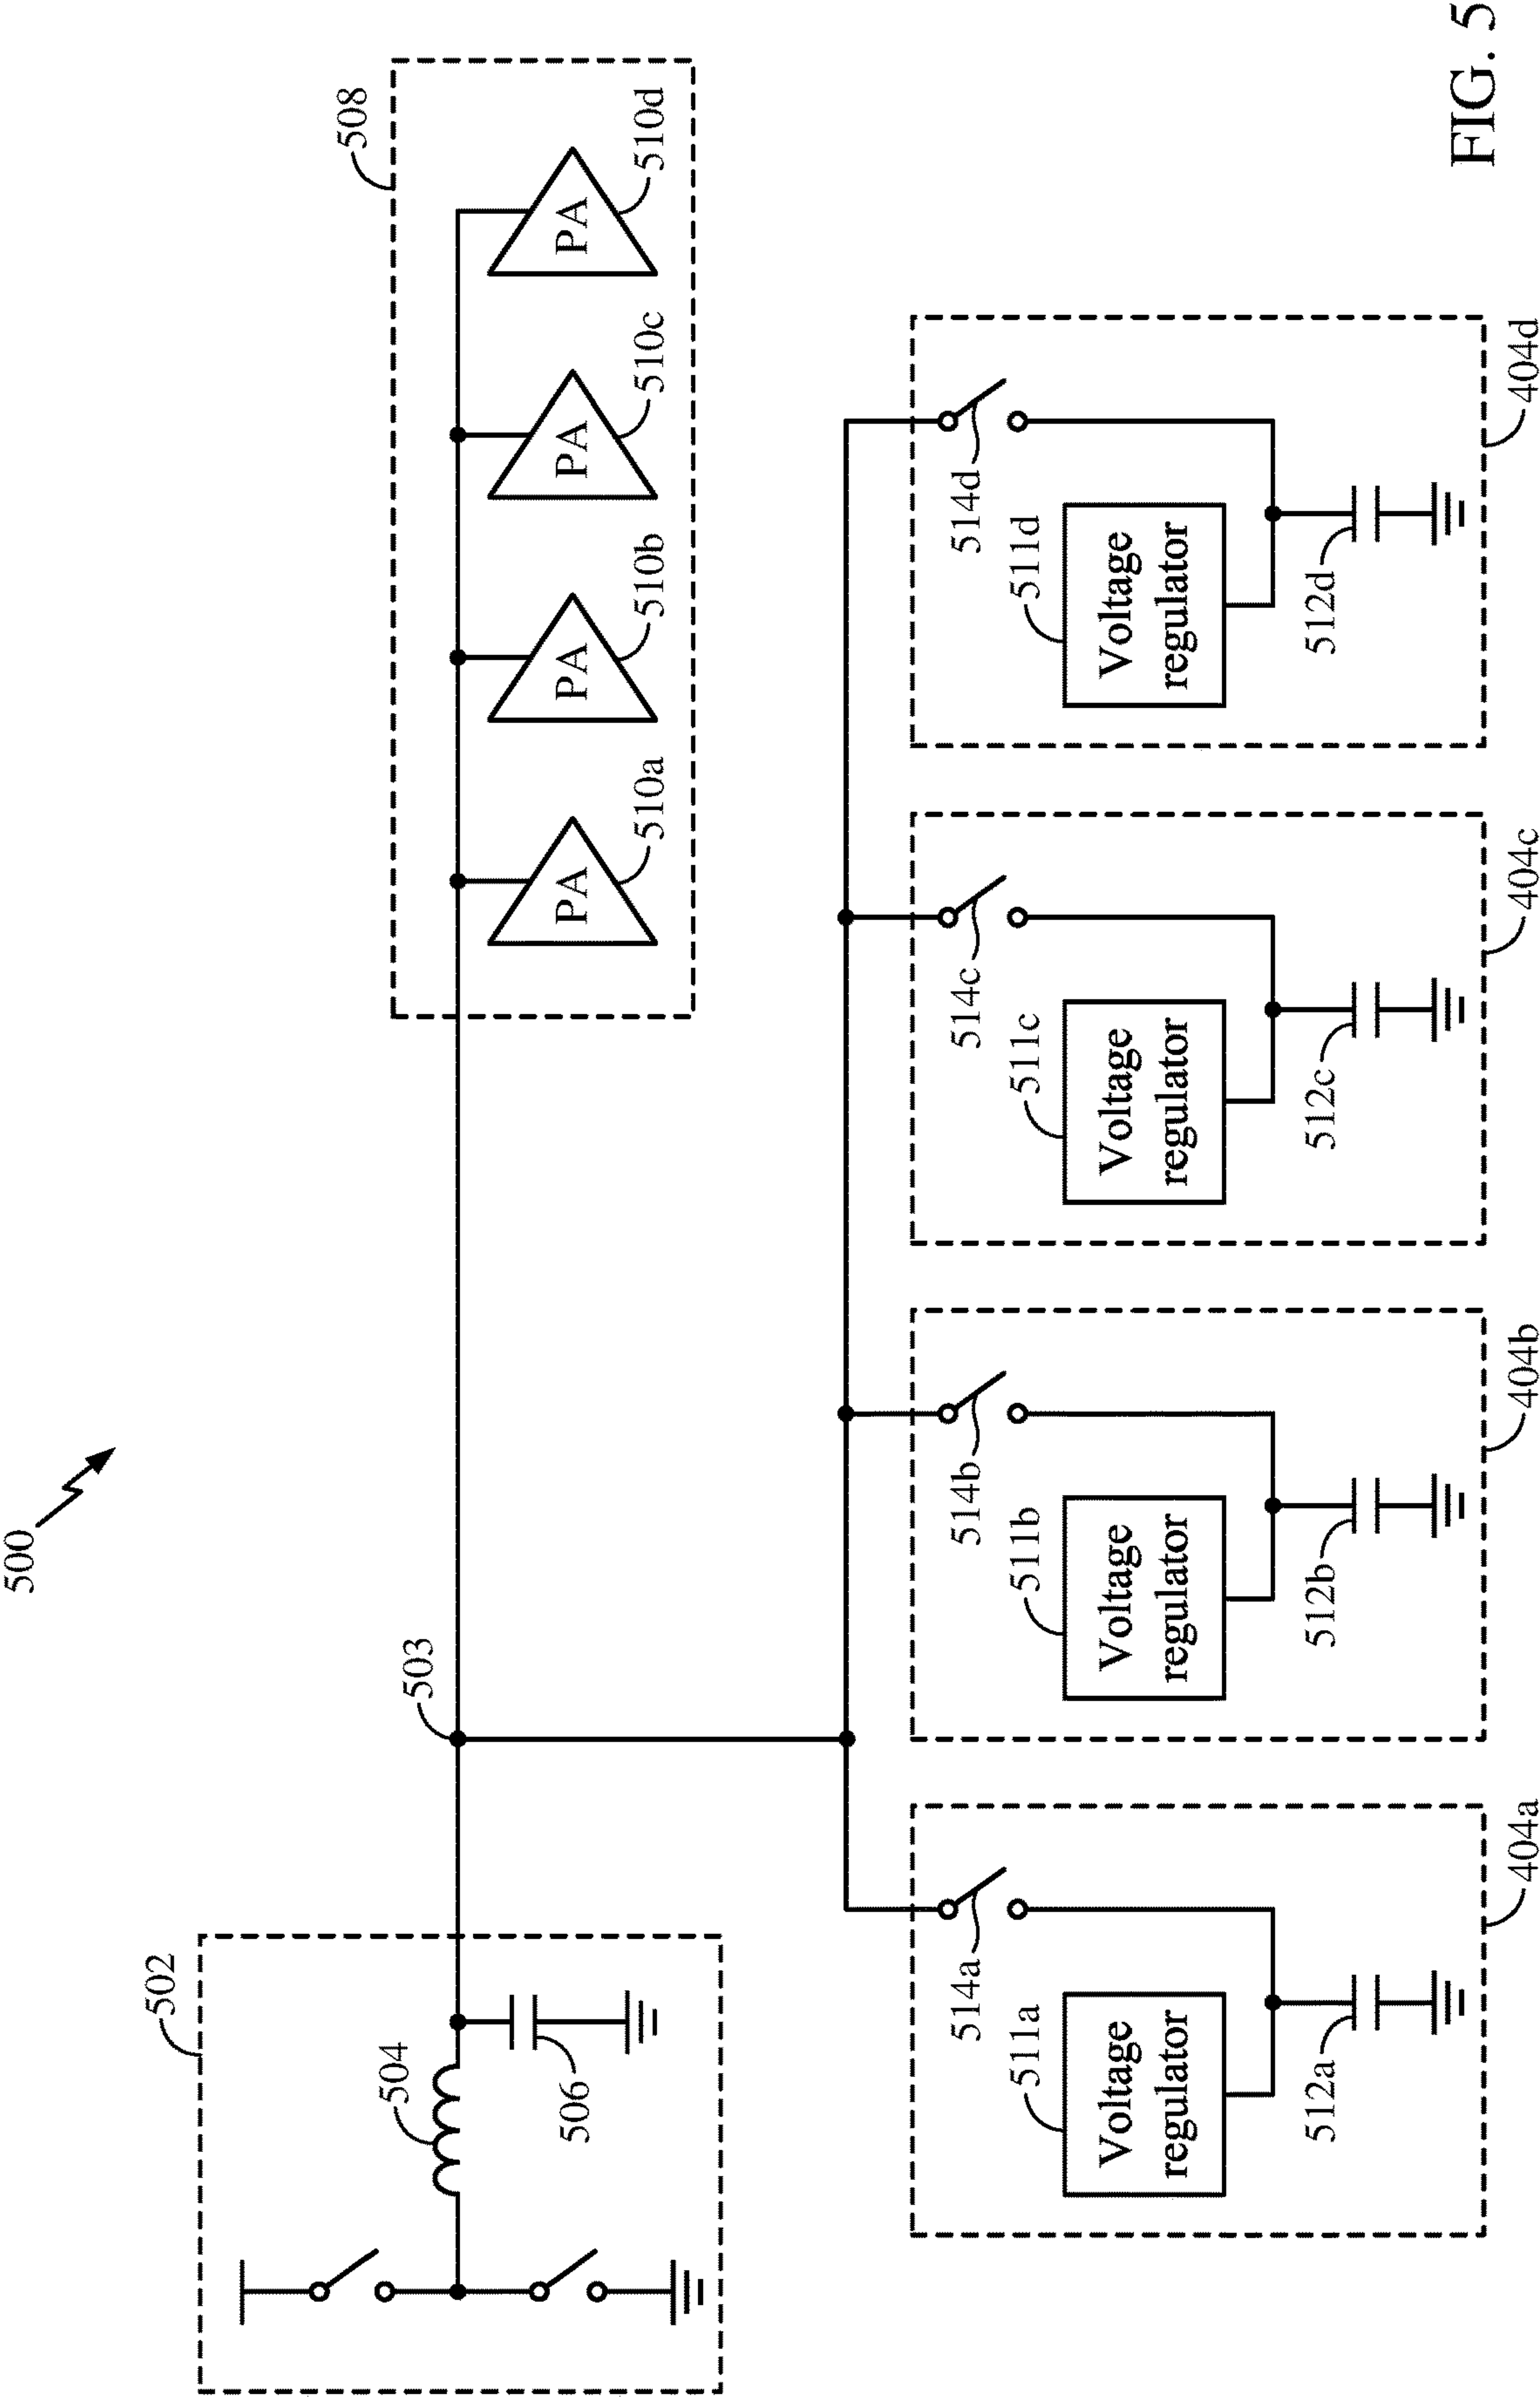 500
502
504
506
503
508
PA
510a
PA
510b
PA
510c
PA
510d
514a
511a
Voltage
regulator
512a
404a
514b
511b
Voltage
regulator
512b
404b
514c
511c
Voltage
regulator
512c
404c
514d
511d
Voltage
regulator
512d
404d
FIG. 5